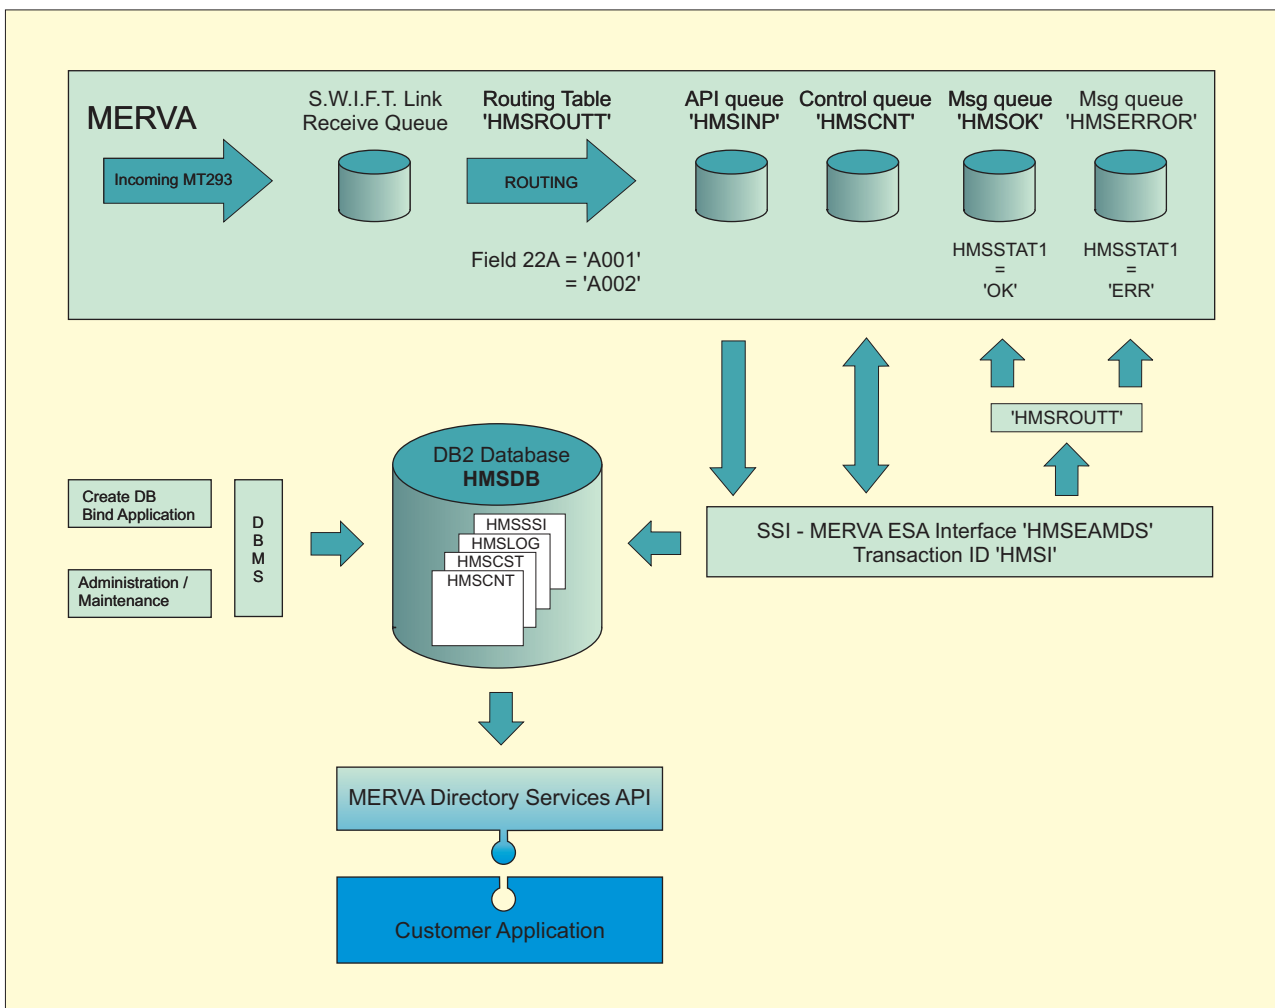 MERVA
Incoming MT293
S.W.I.F.T. Link
Receive Queue
Routing Table
'HMSROUTT'
ROUTING
Field 22A = 'A001'
= 'A002'
API queue
'HMSINP'
Control queue
'HMSCNT'
Msg queue
'HMSOK'
HMSSTAT1
=
'OK'
Msg queue
'HMSERROR'
HMSSTAT1
=
'ERR'
'HMSROUTT'
SSI - MERVA ESA Interface 'HMSEAMDS'
Transaction ID 'HMSI'
Create DB
Bind Application
Administration /
Maintenance
D
B
M
S
DB2 Database
HMSDB
HMSSSI
HMSLOG
HMSCST
HMSCNT
MERVA Directory Services API
Customer Application